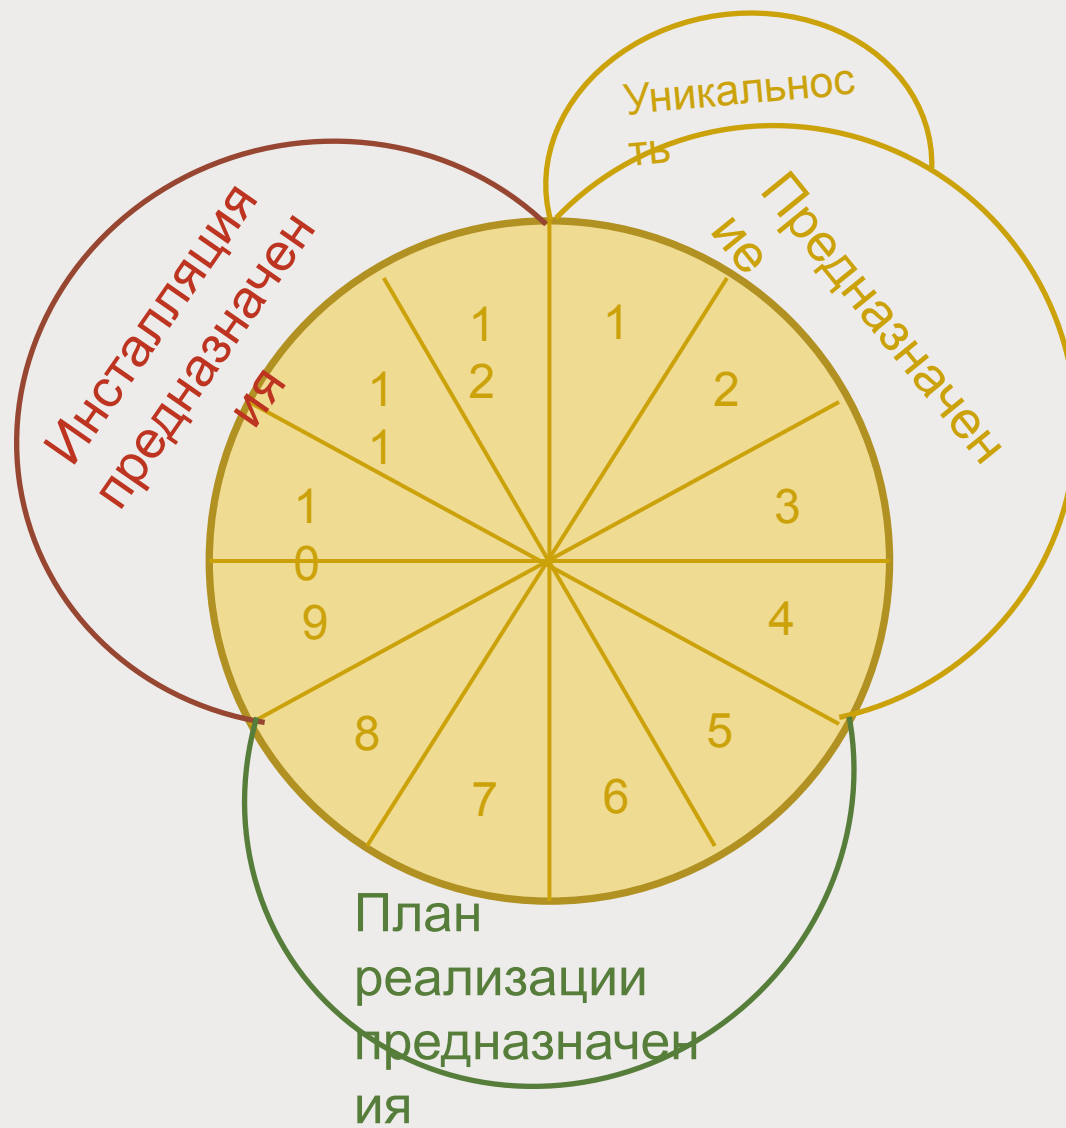 Уникальнос
ть
Предназначен
ие
Инсталляция
предназначен
ия
1
2
3
4
5
6
7
8
9
1
0
1
1
1
2
План
реализации
предназначен
ия